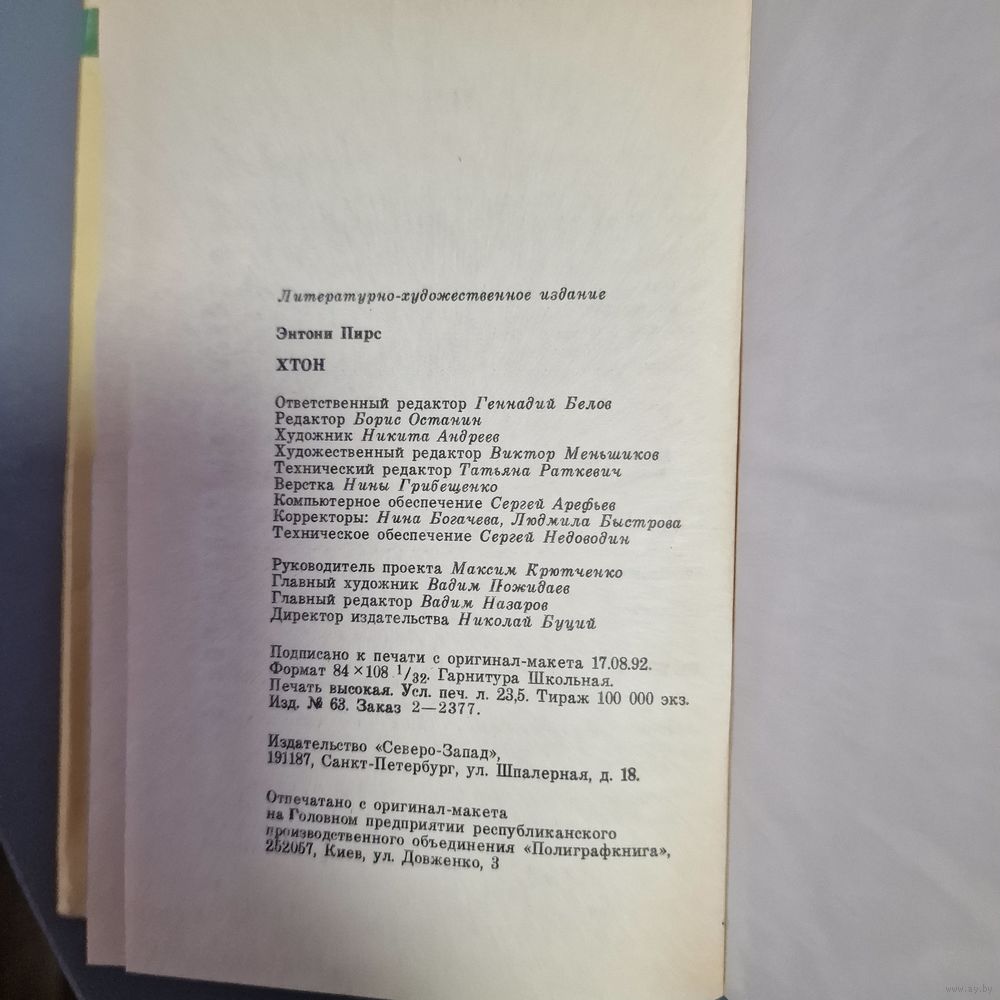 Литературно-художественное издание
Энтони Пирс
ХТОН
Ответственный редактор Геннадий Белов
Редактор Борис Останин
Художник Никита Андреев
Художественный редактор Виктор Меньшиков
Технический редактор Татьяна Раткевич
Верстка Нины Грибещенко
Компьютерное обеспечение Сергей Арефьев
Корректоры: Нина Богачева, Людмила Быстрова
Техническое обеспечение Сергей Недоводин
Руководитель проекта Максим Крютченко
Главный художник Вадим Пожидаев
Главный редактор Вадим Назаров
Директор издательства Николай Буций
Подписано к печати с оригинал-макета 17.08.92.
Формат 84×108 1/32. Гарнитура Школьная.
Печать высокая. Усл. печ. л. 23,5. Тираж 100 000 экз.
Изд. № 63. Заказ 2—2377.
Издательство «Северо-Запад»,
191187, Санкт-Петербург, ул. Шпалерная, д. 18.
Отпечатано с оригинал-макета
на Головном предприятии республиканского
производственного объединения «Полиграфкнига»,
252057, Киев, ул. Довженко, 3
www.ay.by